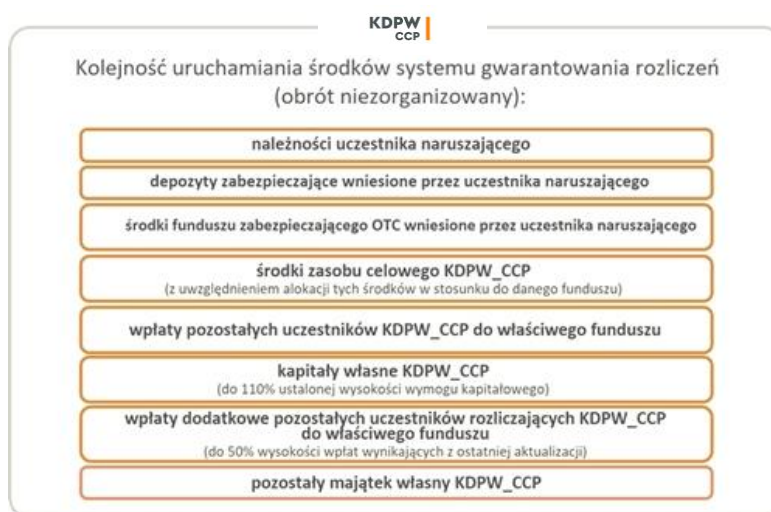 KDPW
CCP
Kolejność uruchamiania środków systemu gwarantowania rozliczeń
(obrót niezorganizowany):
należności uczestnika naruszającego
depozyty zabezpieczające wniesione przez uczestnika naruszającego
środki funduszu zabezpieczającego OTC wniesione przez uczestnika naruszającego
środki zasobu celowego KDPW_CCP
(z uwzględnieniem alokacji tych środków w stosunku do danego funduszu)
wpłaty pozostałych uczestników KDPW_CCP do właściwego funduszu
kapitały własne KDPW_CCP
(do 110% ustalonej wysokości wymogu kapitałowego)
wpłaty dodatkowe pozostałych uczestników rozliczających KDPW_CCP
do właściwego funduszu
(do 50% wysokości wpłat wynikających z ostatniej aktualizacji)
pozostały majątek własny KDPW_CCP